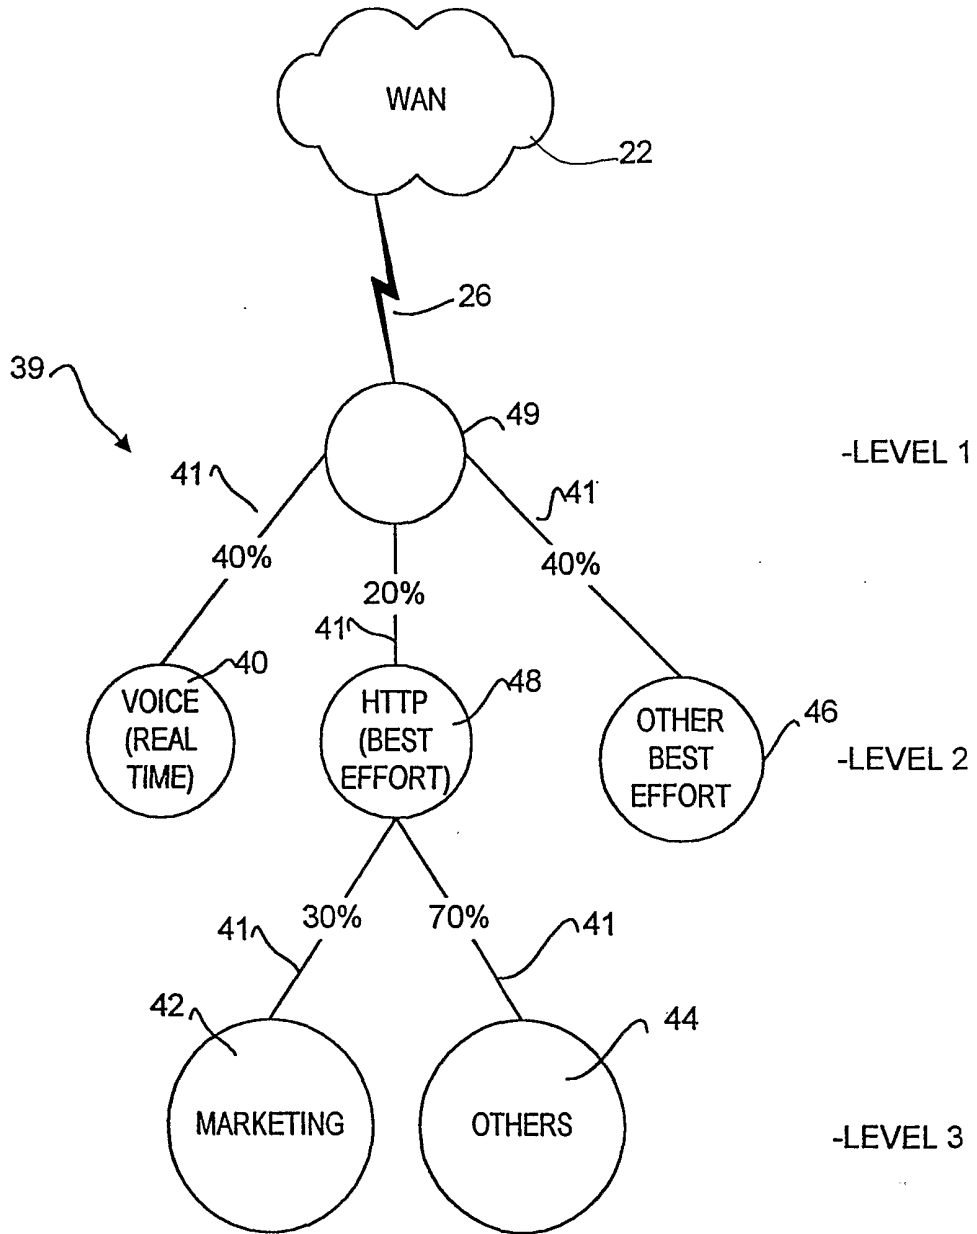 WAN
22
26
39
49
-LEVEL 1
41
41
40%
40%
20%
41
40
48
VOICE
(REAL
TIME)
HTTP
(BEST
EFFORT)
OTHER
BEST
EFFORT
46
-LEVEL 2
30%
70%
41
41
42
44
MARKETING
OTHERS
-LEVEL 3